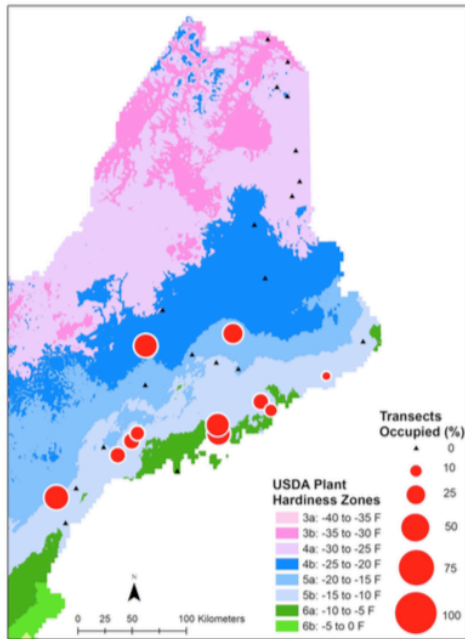 Transects
Occupied (%)
0
10
25
50
75
100
USDA Plant
Hardiness Zones
3a: -40 to -35 F
3b: -35 to -30 F
4a: -30 to -25 F
4b: -25 to -20 F
5a: -20 to -15 F
5b: -15 to -10 F
6a: -10 to -5 F
6b: -5 to 0 F
N
0 50 100 Kilometers